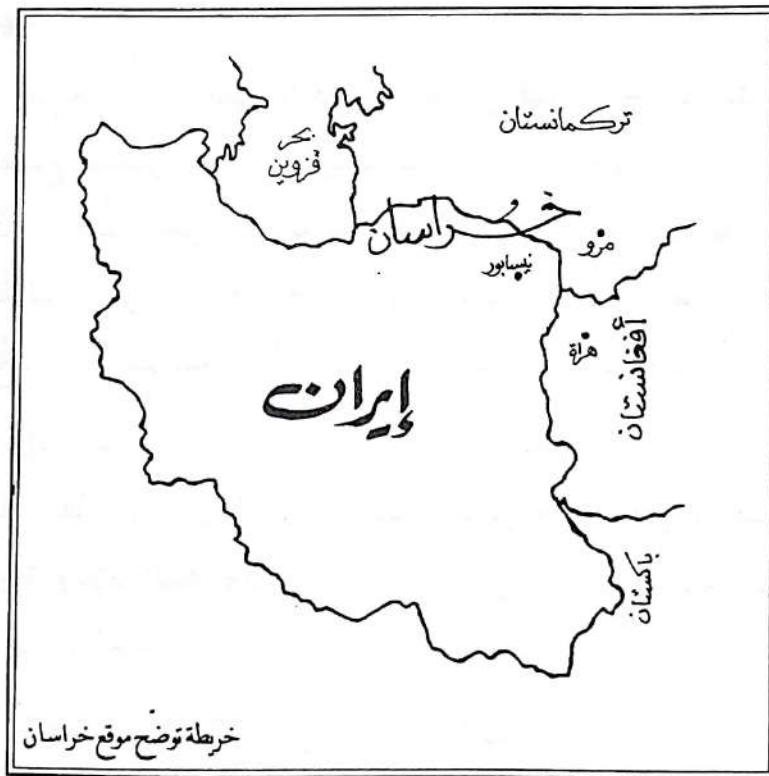 تركمانستان
بحر
قزوين
خراسان
مرو
نيسابور
هراة
أفغانستان
إيران
باكستان
خريطة توضح موقع خراسان